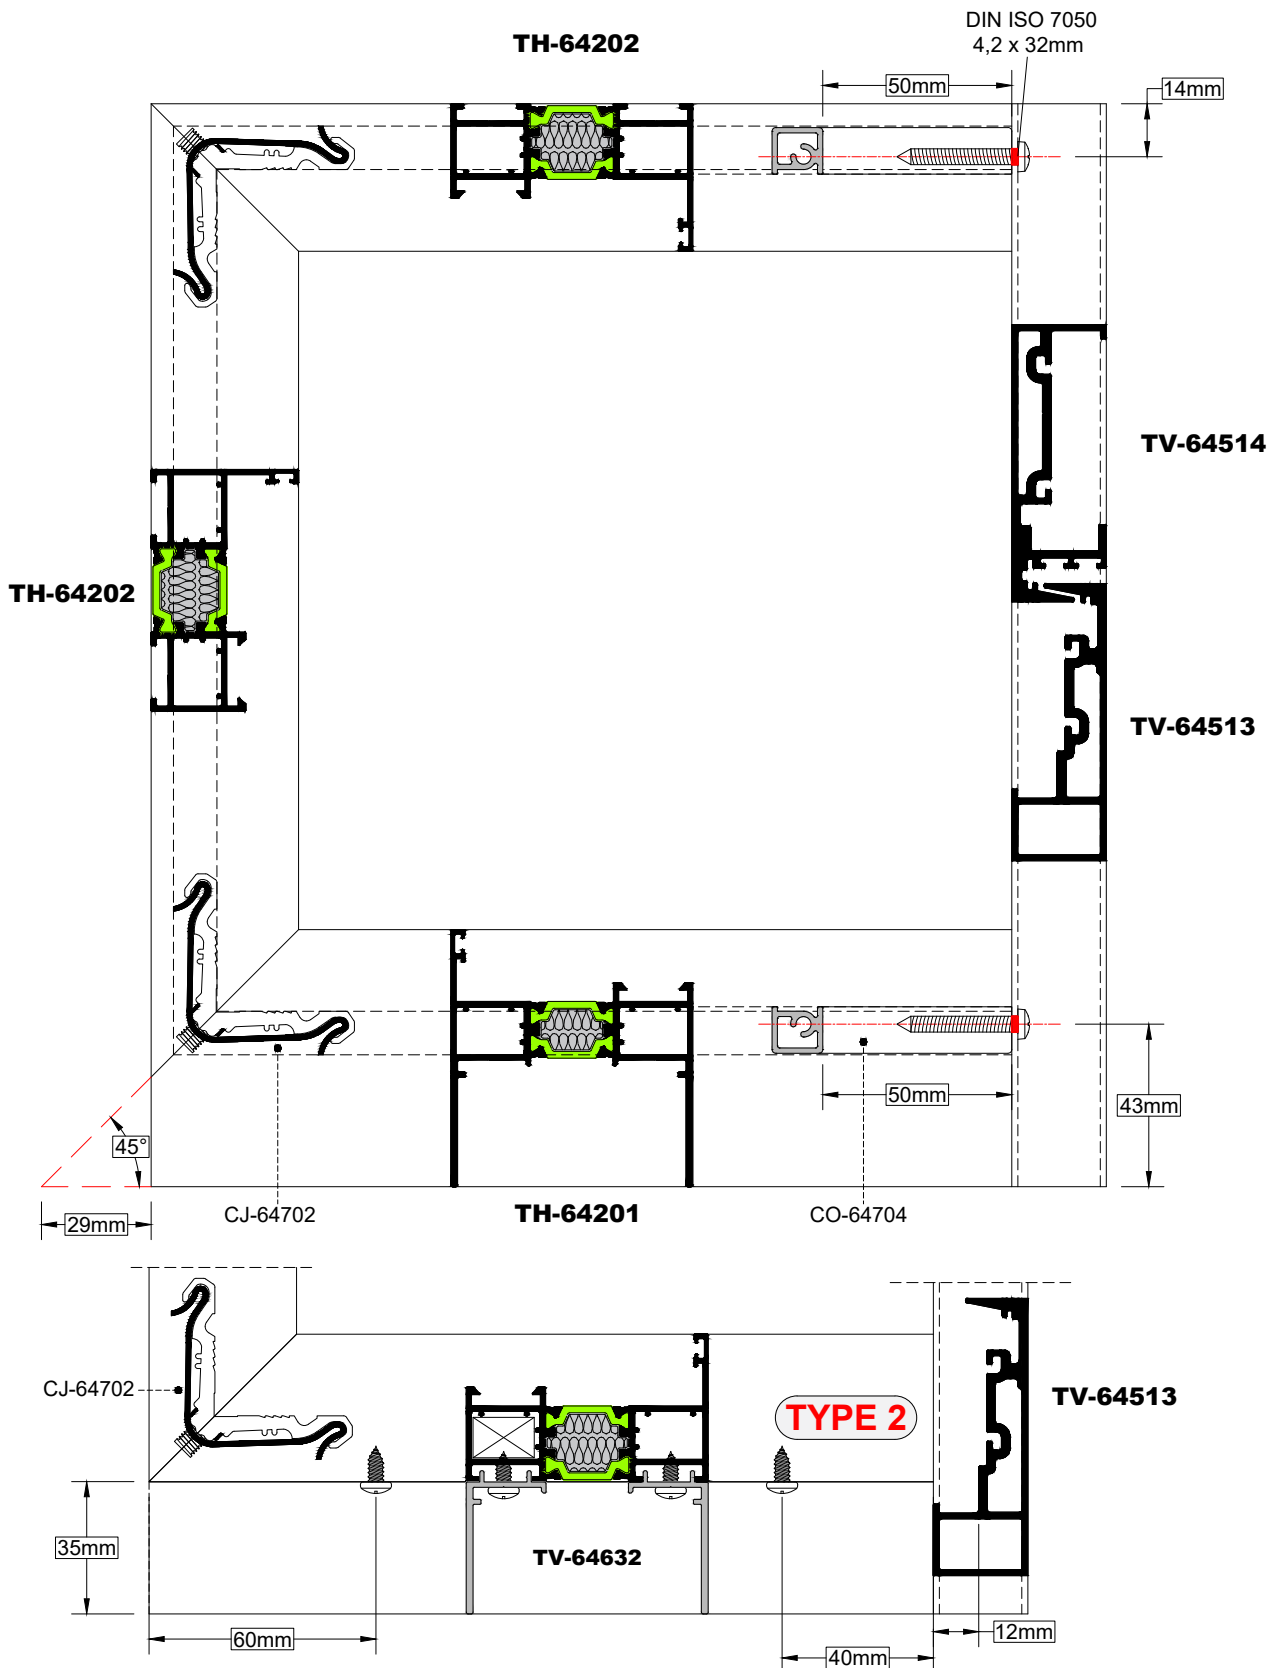 DIN ISO 7050
4,2 x 32mm
TH-64202
50mm
14mm
TV-64514
TH-64202
TV-64513
50mm
43mm
45°
29mm
CJ-64702
TH-64201
CO-64704
CJ-64702
TYPE 2
TV-64513
35mm
TV-64632
60mm
12mm
40mm